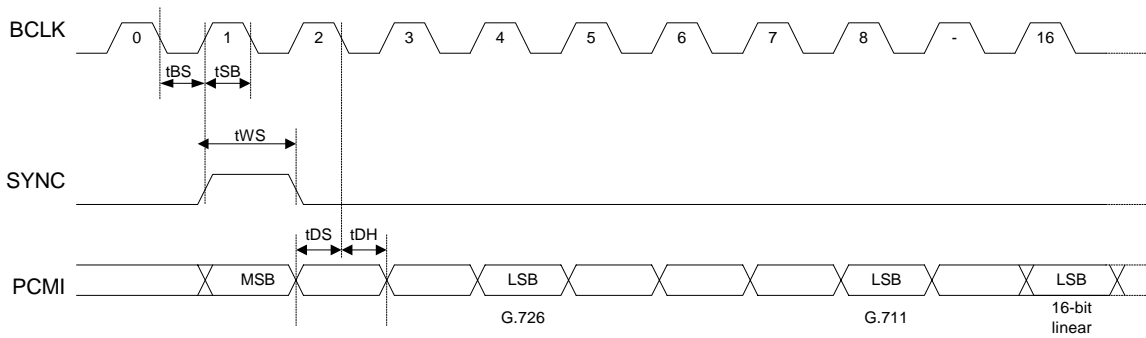 BCLK
0 1 2 3 4 5 6 7 8 - 16
tBS tSB
tWS
SYNC
tDS tDH
PCMI
MSB LSB LSB LSB
G.726 G.711 16-bit
linear